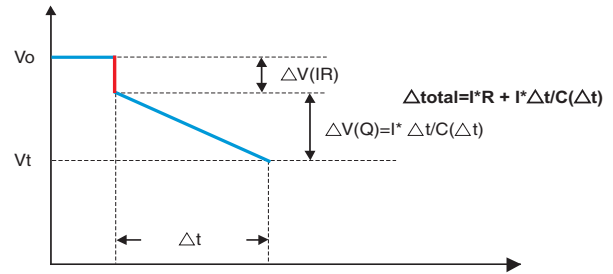 Vo
△V(IR)
△total=I*R + I*△t/C(△t)
△V(Q)=I* △t/C(△t)
Vt
△t